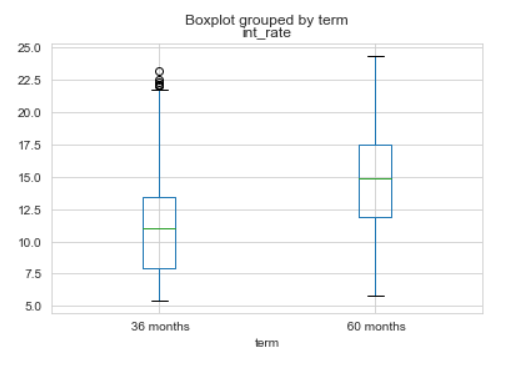 Boxplot grouped by term
int_rate
25.0
22.5
20.0
17.5
15.0
12.5
10.0
7.5
5.0
36 months 60 months
term